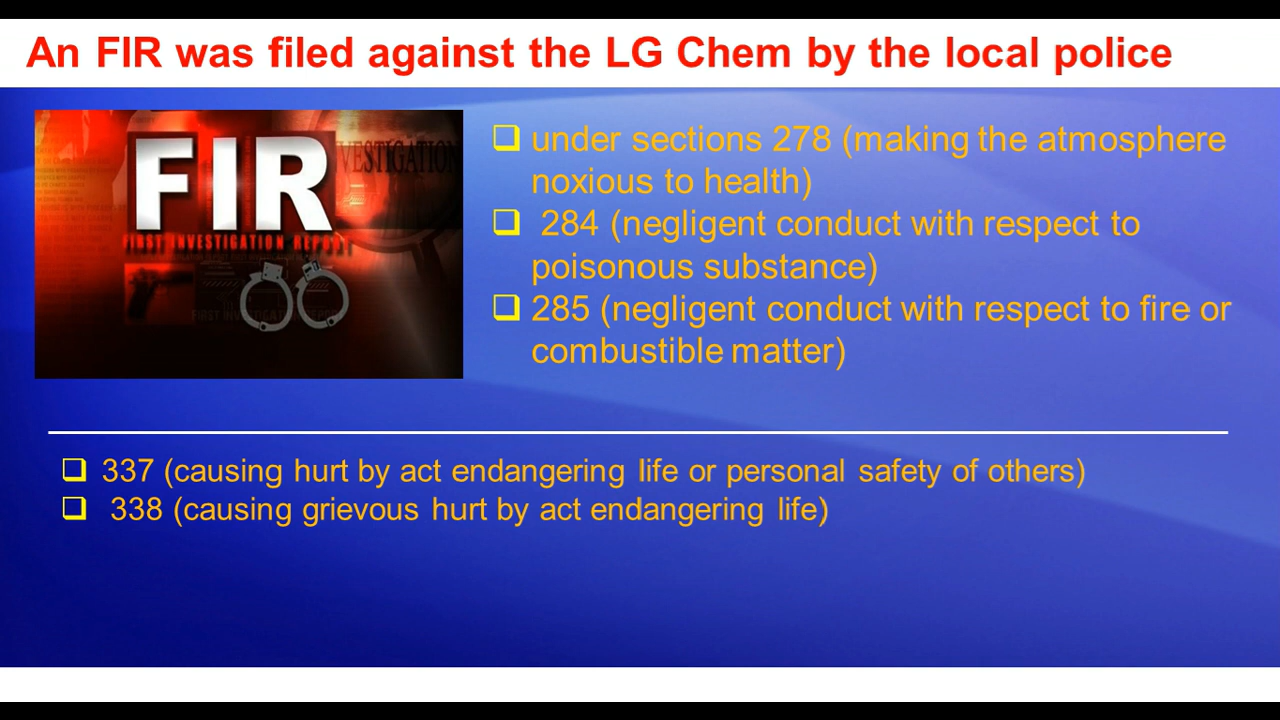 An FIR was filed against the LG Chem by the local police
FIR
VESTIGATION
FIRST INVESTIGATION REPORT
under sections 278 (making the atmosphere
noxious to health)
284 (negligent conduct with respect to
poisonous substance)
285 (negligent conduct with respect to fire or
combustible matter)
337 (causing hurt by act endangering life or personal safety of others)
338 (causing grievous hurt by act endangering life)